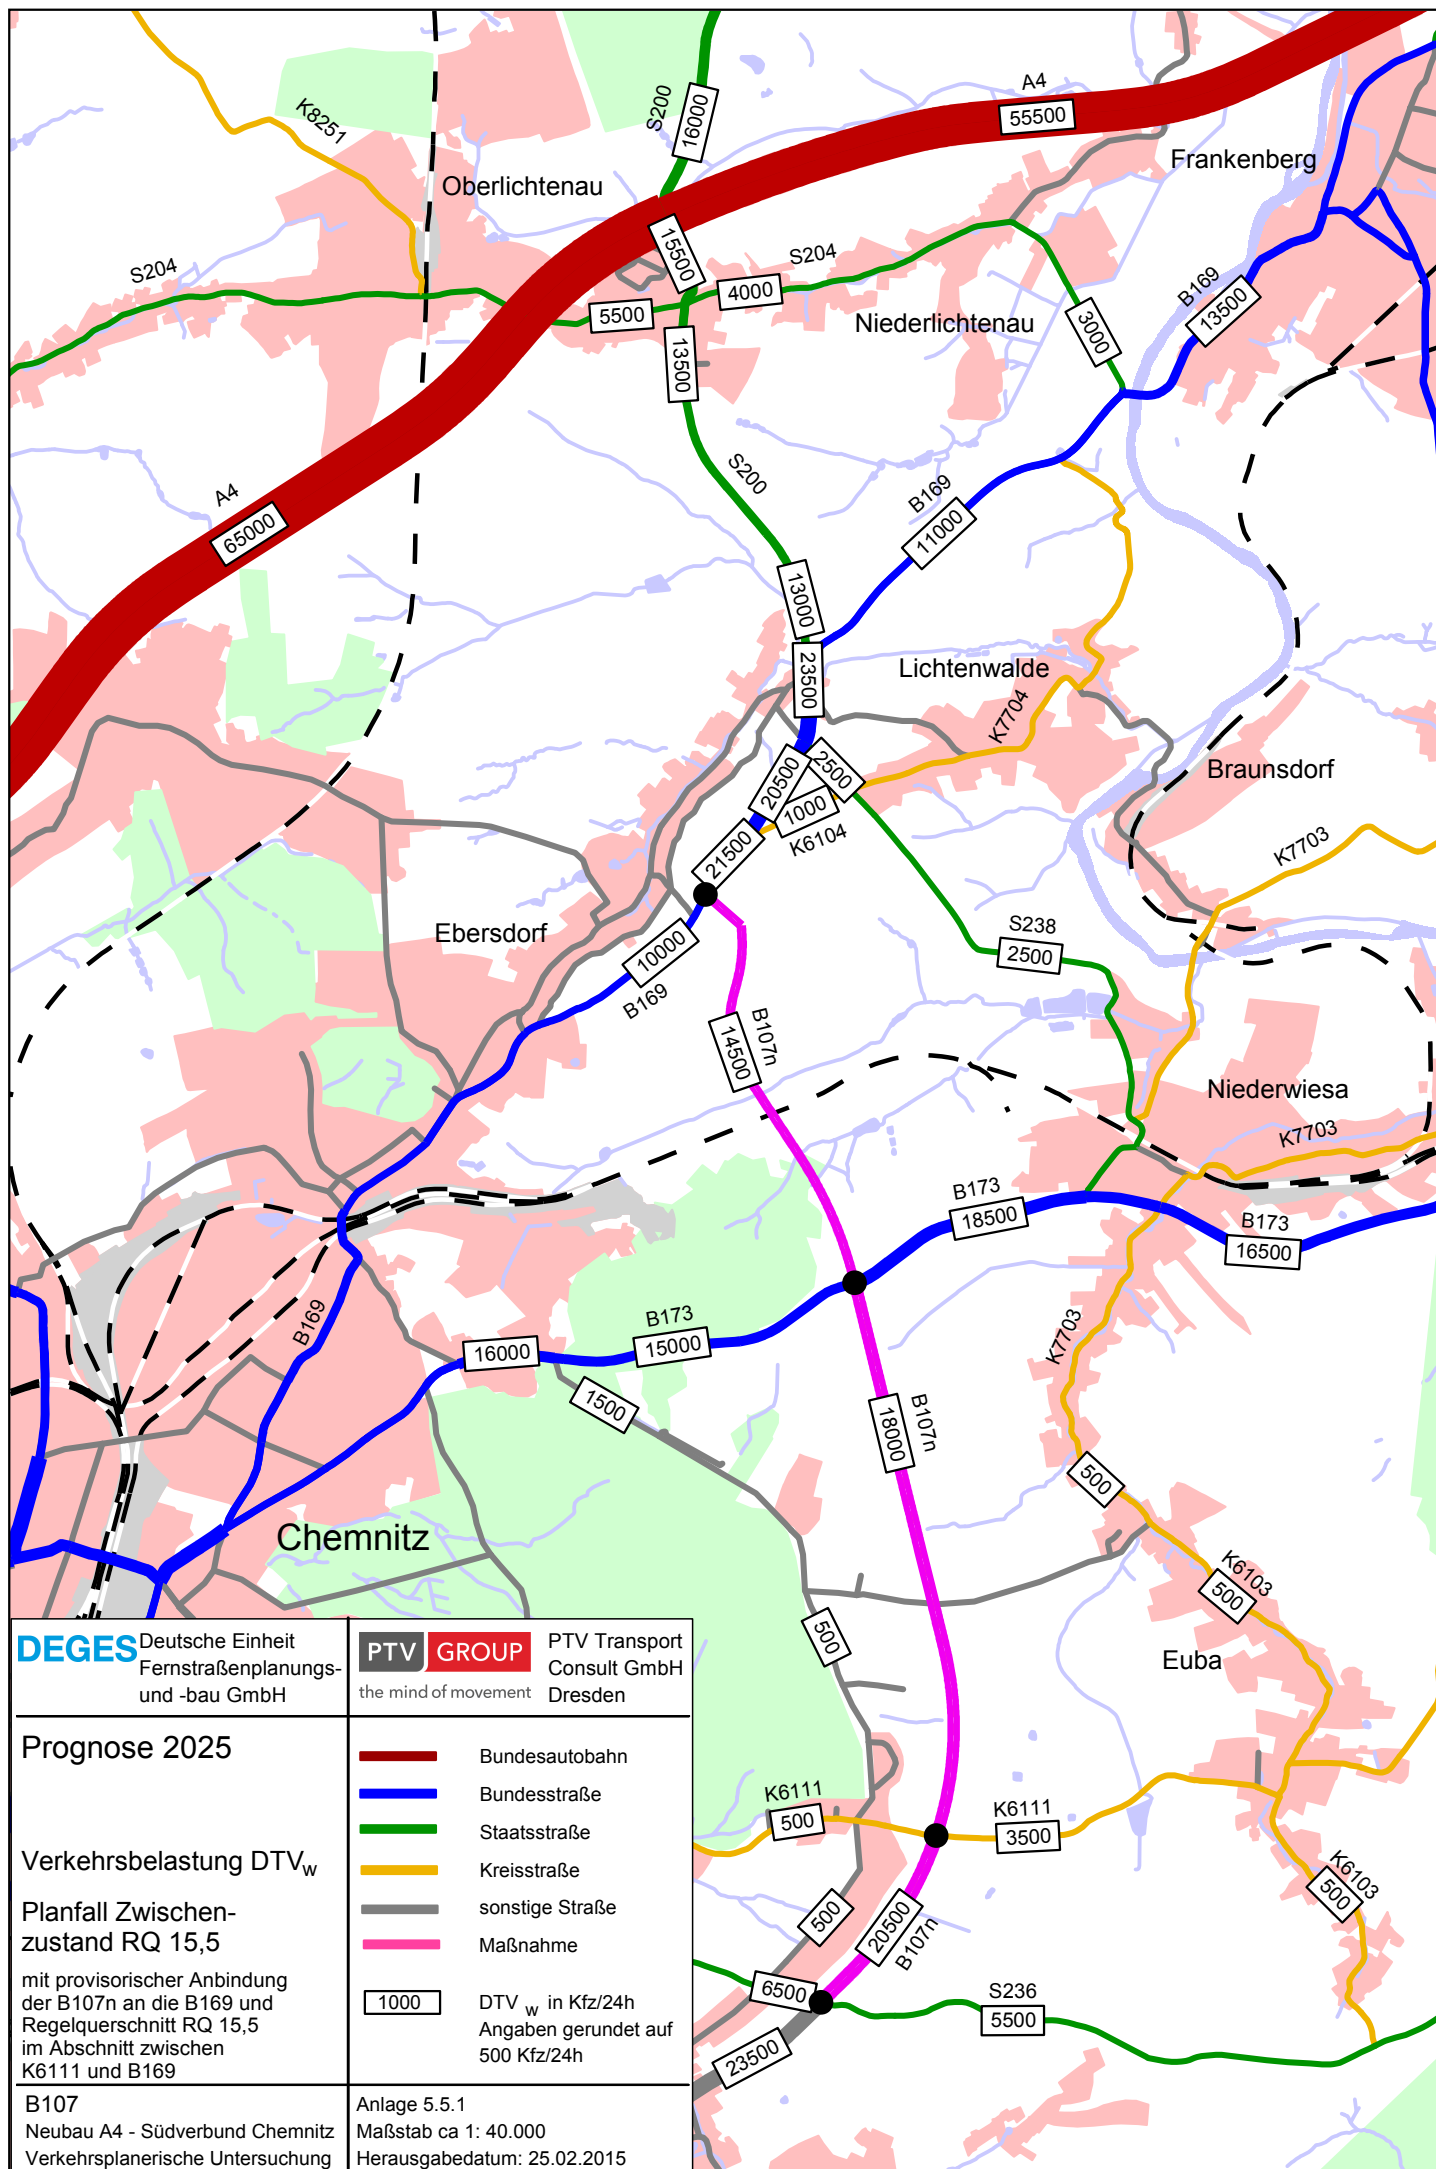 A4
55500
S200
16000
K8251
Frankenberg
Oberlichtenau
15500
S204
S204
4000
5500
B169
13500
Niederlichtenau
3000
13500
S200
A4
65000
B169
11000
13000
23500
Lichtenwalde
K7704
20500
2500
Braunsdorf
1000
K6104
21500
K7703
Ebersdorf
10000
B169
S238
2500
B107n
14500
Niederwiesa
K7703
B173
18500
B173
16500
B169
B173
15000
16000
K7703
1500
B107n
18000
500
Chemnitz
K6103
500
500
Euba
K6111
500
K6111
3500
K6103
500
500
20500
B107n
6500
S236
5500
23500
DEGES Deutsche Einheit
Fernstraßenplanungs-
und -bau GmbH
PTV GROUP
the mind of movement
PTV Transport
Consult GmbH
Dresden
Prognose 2025
Verkehrsbelastung DTVw
Planfall Zwischen-
zustand RQ 15,5
mit provisorischer Anbindung
der B107n an die B169 und
Regelquerschnitt RQ 15,5
im Abschnitt zwischen
K6111 und B169
Bundesautobahn
Bundesstraße
Staatsstraße
Kreisstraße
sonstige Straße
Maßnahme
1000
DTV w in Kfz/24h
Angaben gerundet auf
500 Kfz/24h
B107
Neubau A4 - Südverbund Chemnitz
Verkehrsplanerische Untersuchung
Anlage 5.5.1
Maßstab ca 1: 40.000
Herausgabedatum: 25.02.2015